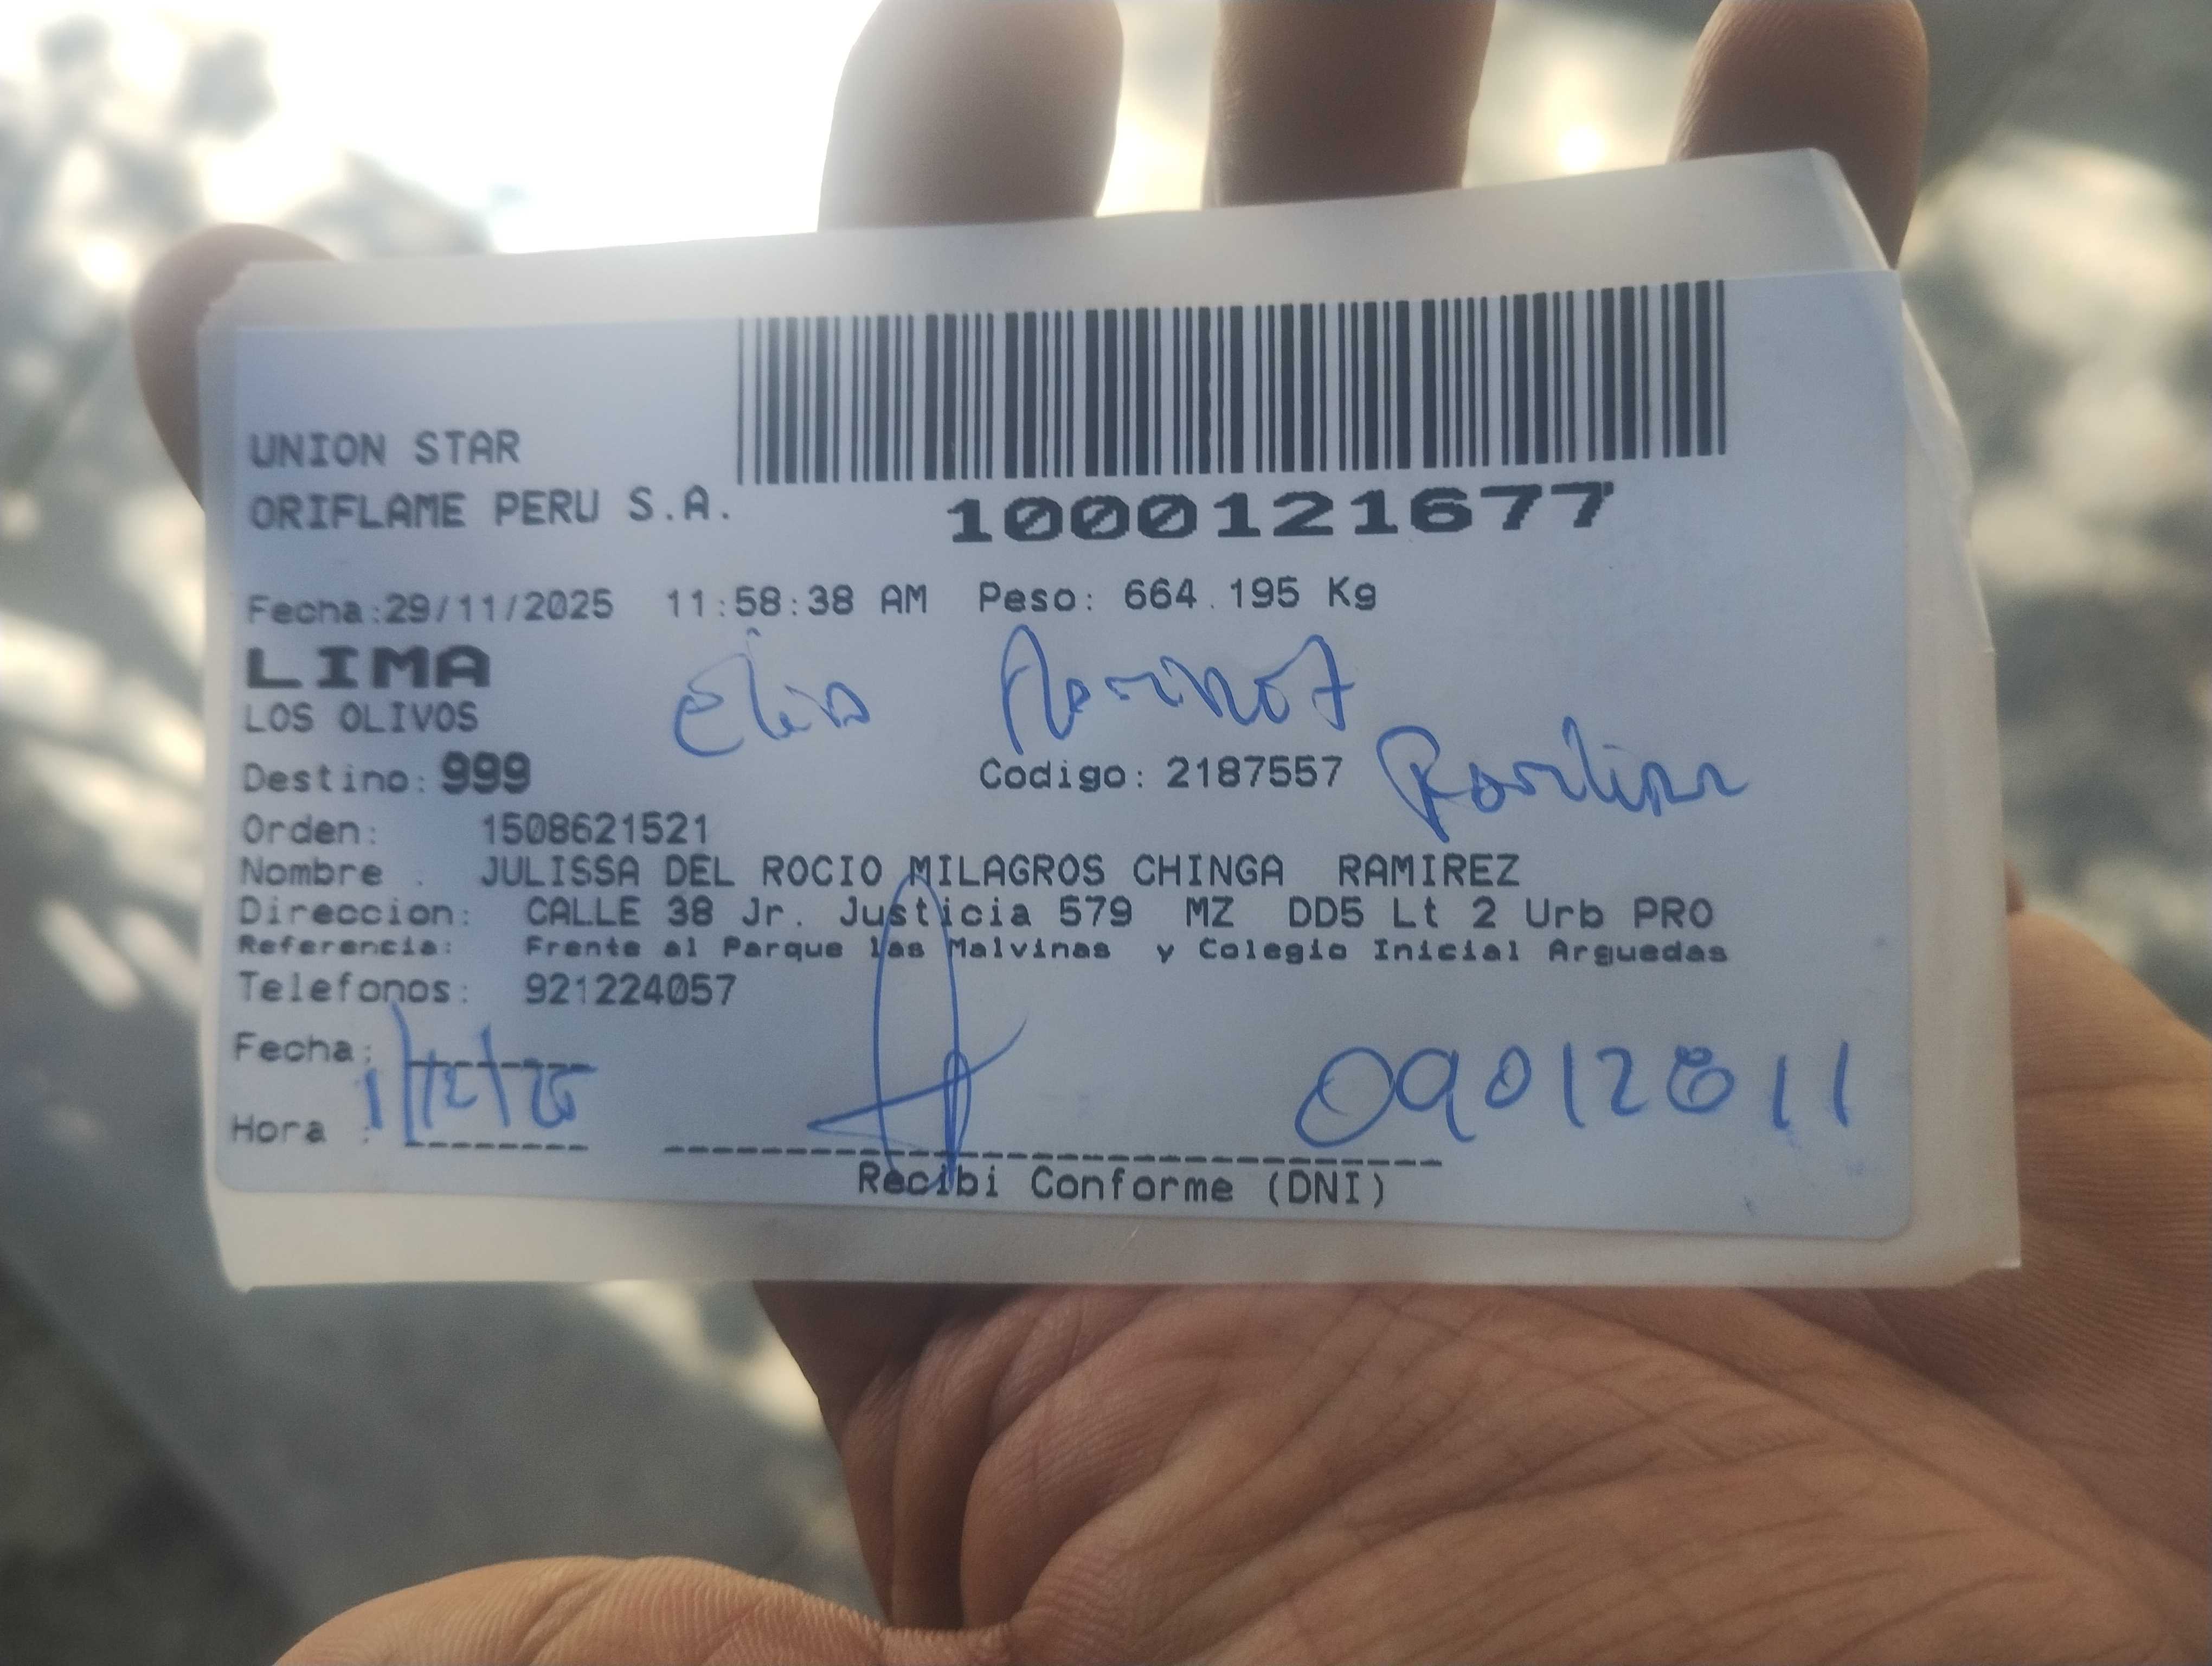 UNION STAR
ORIFLAME PERU S.A.
1000121677
Fecha:29/11/2025 11:58:38 AM Peso: 664.195 Kg
LIMA
LOS OLIVOS
Destino: 999 Codigo: 2187557
Orden: 1508621521
Nombre : JULISSA DEL ROCIO MILAGROS CHINGA RAMIREZ
Direccion: CALLE 38 Jr. Justicia 579 MZ DD5 Lt 2 Urb PRO
Referencia: Frente al Parque las Malvinas y Colegio Inicial Arguedas
Telefonos: 921224057
Fecha: 1/12/25
Hora :
09012811
Recibi Conforme (DNI)